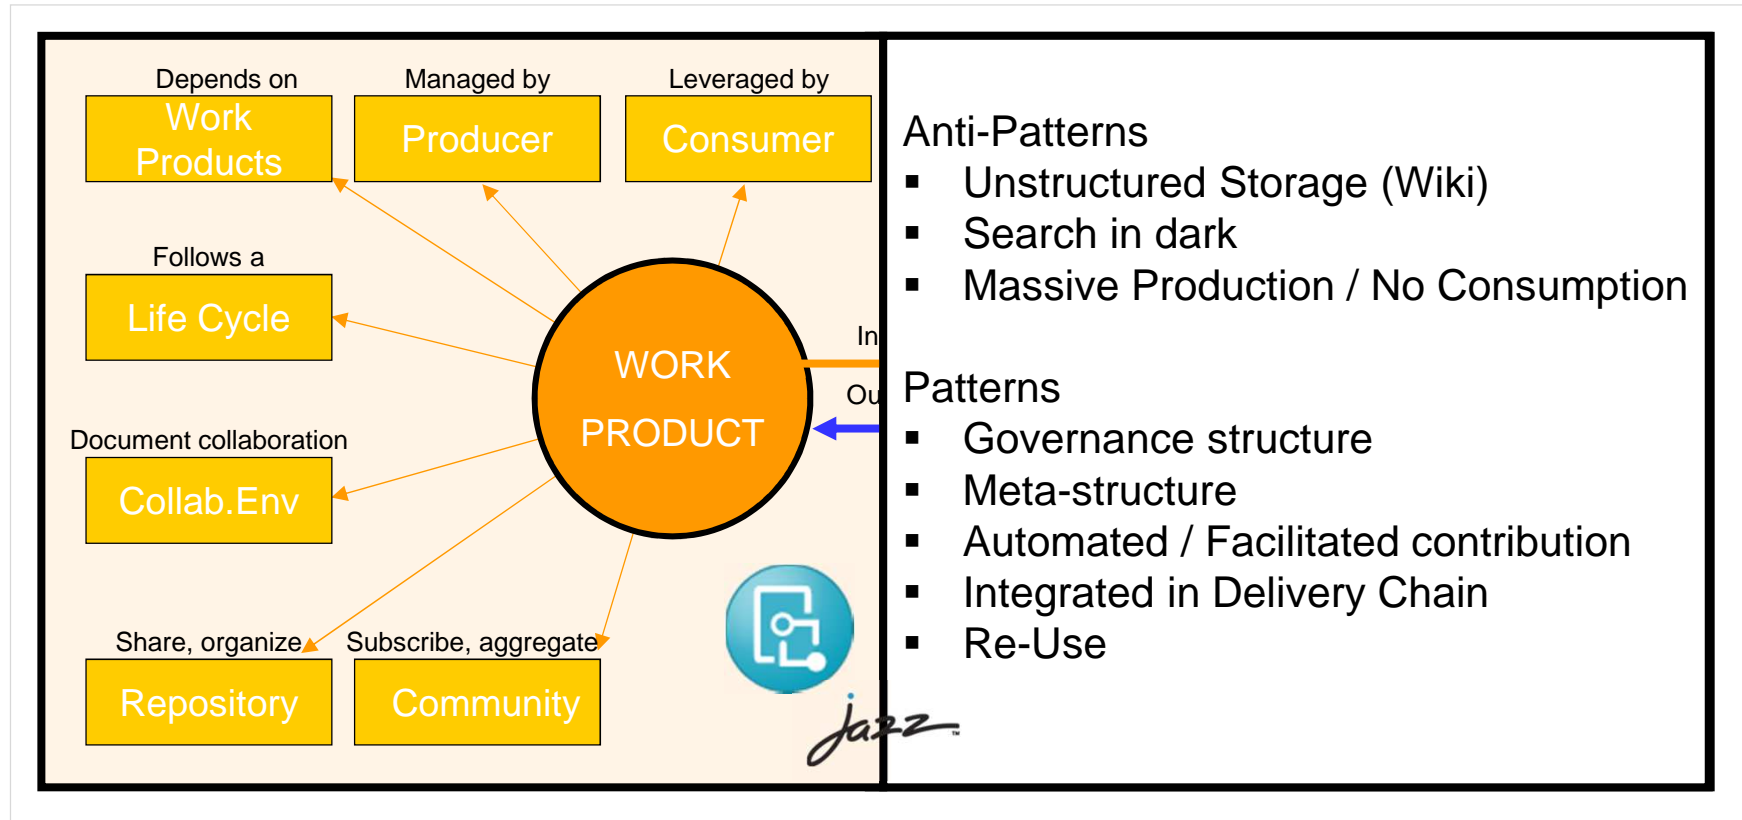 Depends on
Work
Products
Managed by
Producer
Leveraged by
Consumer
Follows a
Life Cycle
Document collaboration
Collab.Env
Share, organize
Repository
Subscribe, aggregate
Community
WORK
PRODUCT
In
Ou
jazz
Anti-Patterns
▪ Unstructured Storage (Wiki)
▪ Search in dark
▪ Massive Production / No Consumption
Patterns
▪ Governance structure
▪ Meta-structure
▪ Automated / Facilitated contribution
▪ Integrated in Delivery Chain
▪ Re-Use